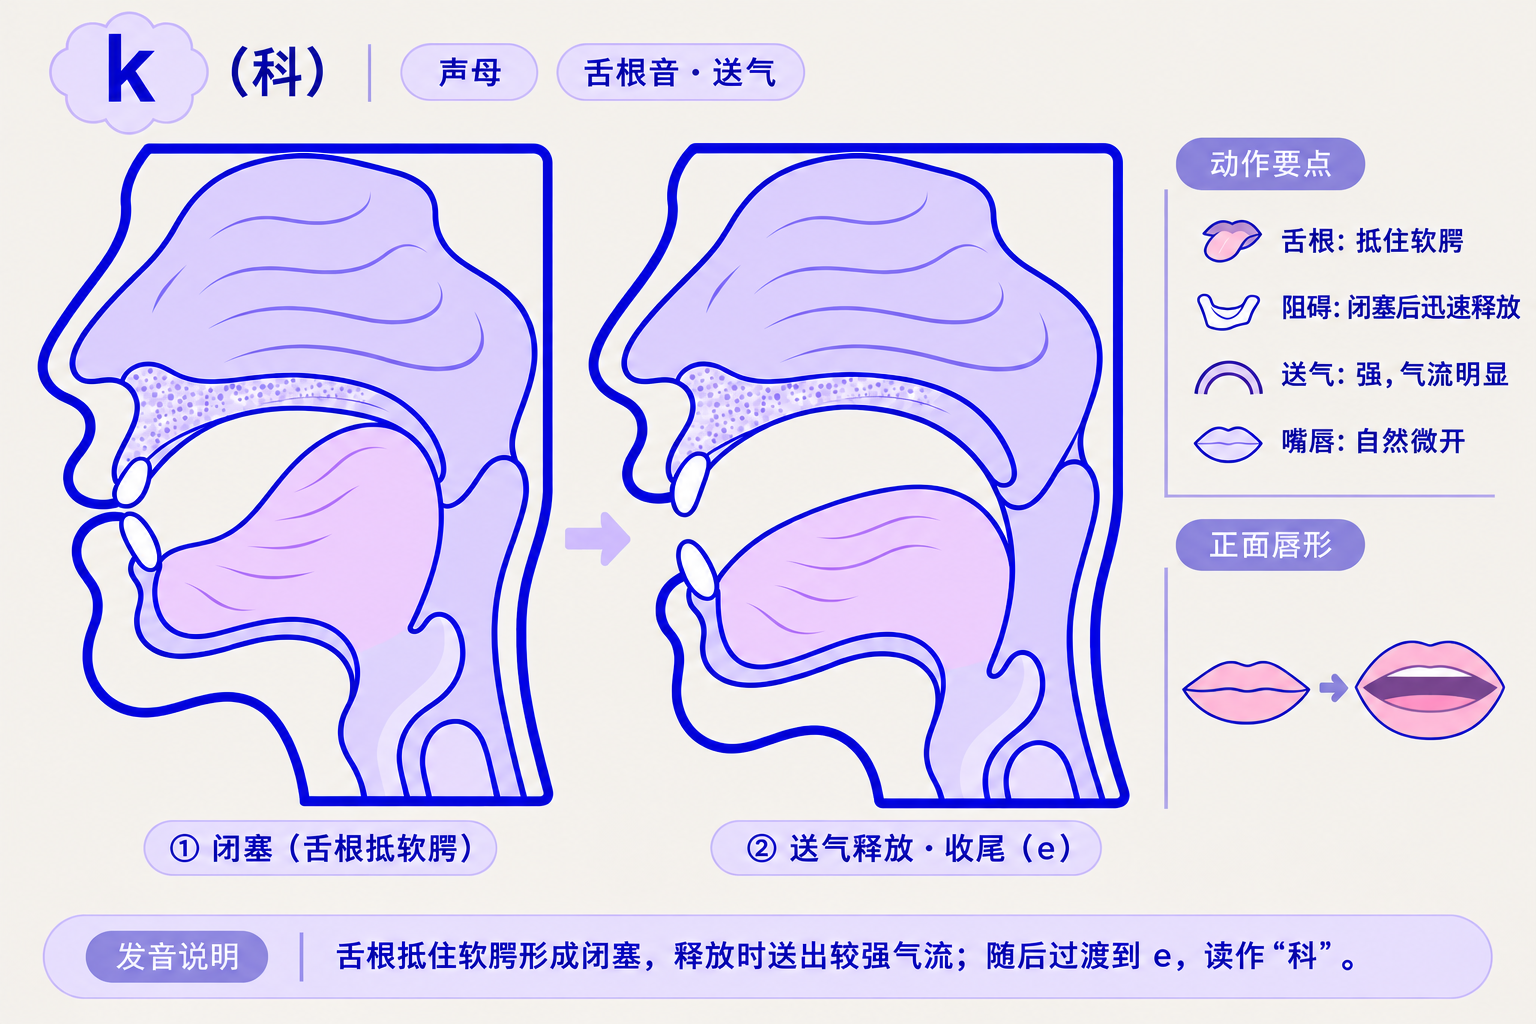 k（科） 声母 舌根音·送气
动作要点
舌根：抵住软腭
阻碍：闭塞后迅速释放
送气：强，气流明显
嘴唇：自然微开
正面唇形
① 闭塞（舌根抵软腭）
② 送气释放·收尾（e）
发音说明 舌根抵住软腭形成闭塞，释放时送出较强气流；随后过渡到 e，读作“科”。